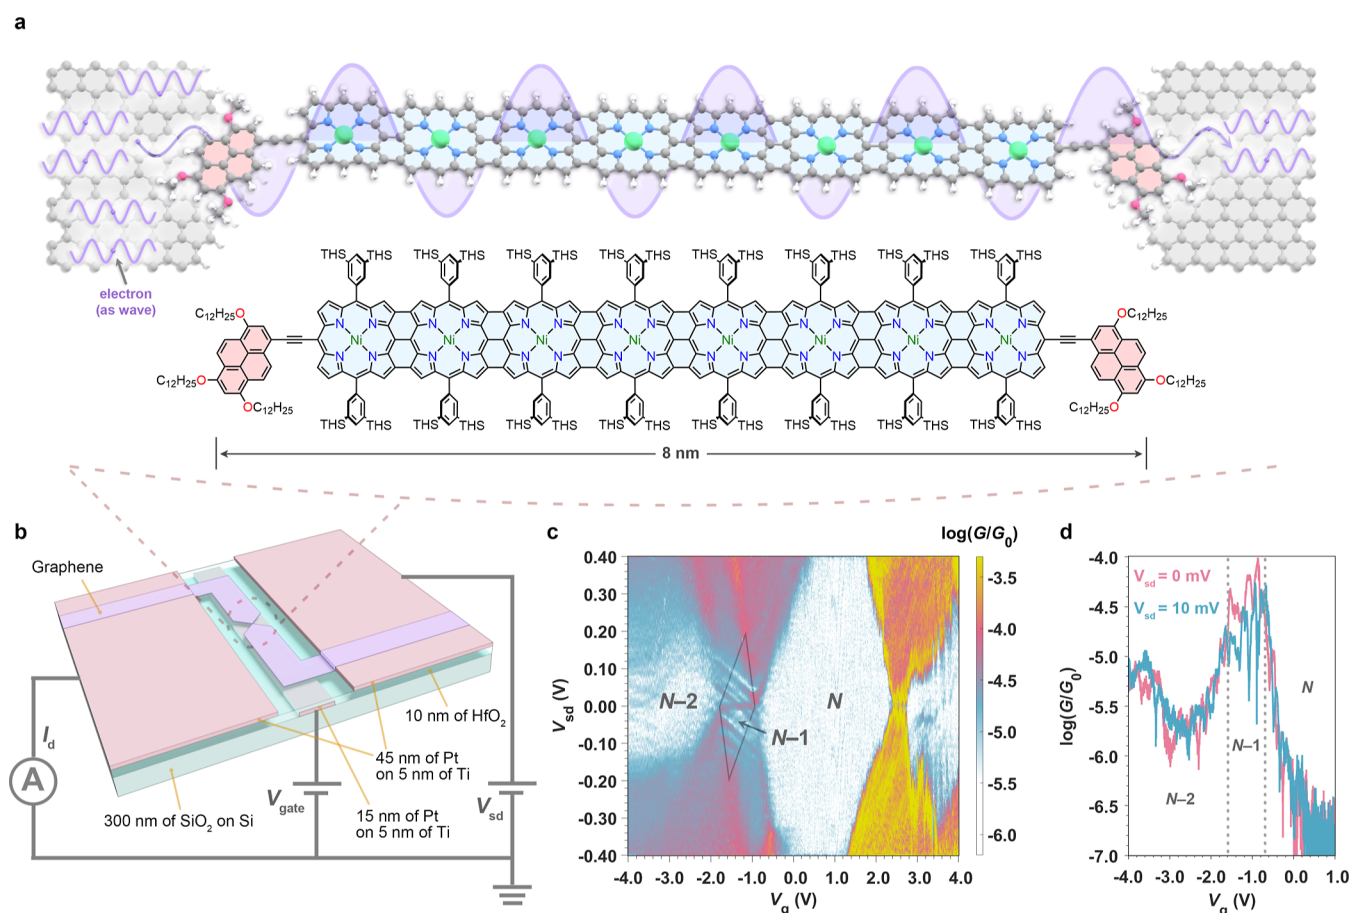 a
electron
(as wave)
THS THS THS THS THS THS THS THS THS THS THS THS THS THS THS THS
C12H25O OC12H25
N N N N N N N N N N N N N N N N
Ni Ni Ni Ni Ni Ni Ni Ni
N N N N N N N N N N N N N N N N
C12H25O OC12H25
OC12H25 C12H25O
THS THS THS THS THS THS THS THS THS THS THS THS THS THS THS THS
8 nm
b
Graphene
10 nm of HfO2
Id
A
45 nm of Pt
on 5 nm of Ti
Vgate
Vsd
15 nm of Pt
on 5 nm of Ti
300 nm of SiO2 on Si
c
log(G/G0)
0.40
0.30
0.20
0.10
0.00
-0.10
-0.20
-0.30
-0.40
Vsd (V)
N–2
N
N–1
-4.0 -3.0 -2.0 -1.0 0.0 1.0 2.0 3.0 4.0
Vg (V)
-3.5
-4.0
-4.5
-5.0
-5.5
-6.0
d
-4.0
-4.5
-5.0
-5.5
-6.0
-6.5
-7.0
log(G/G0)
Vsd = 0 mV
Vsd = 10 mV
N
N–1
N–2
-4.0 -3.0 -2.0 -1.0 0.0 1.0
Vg (V)